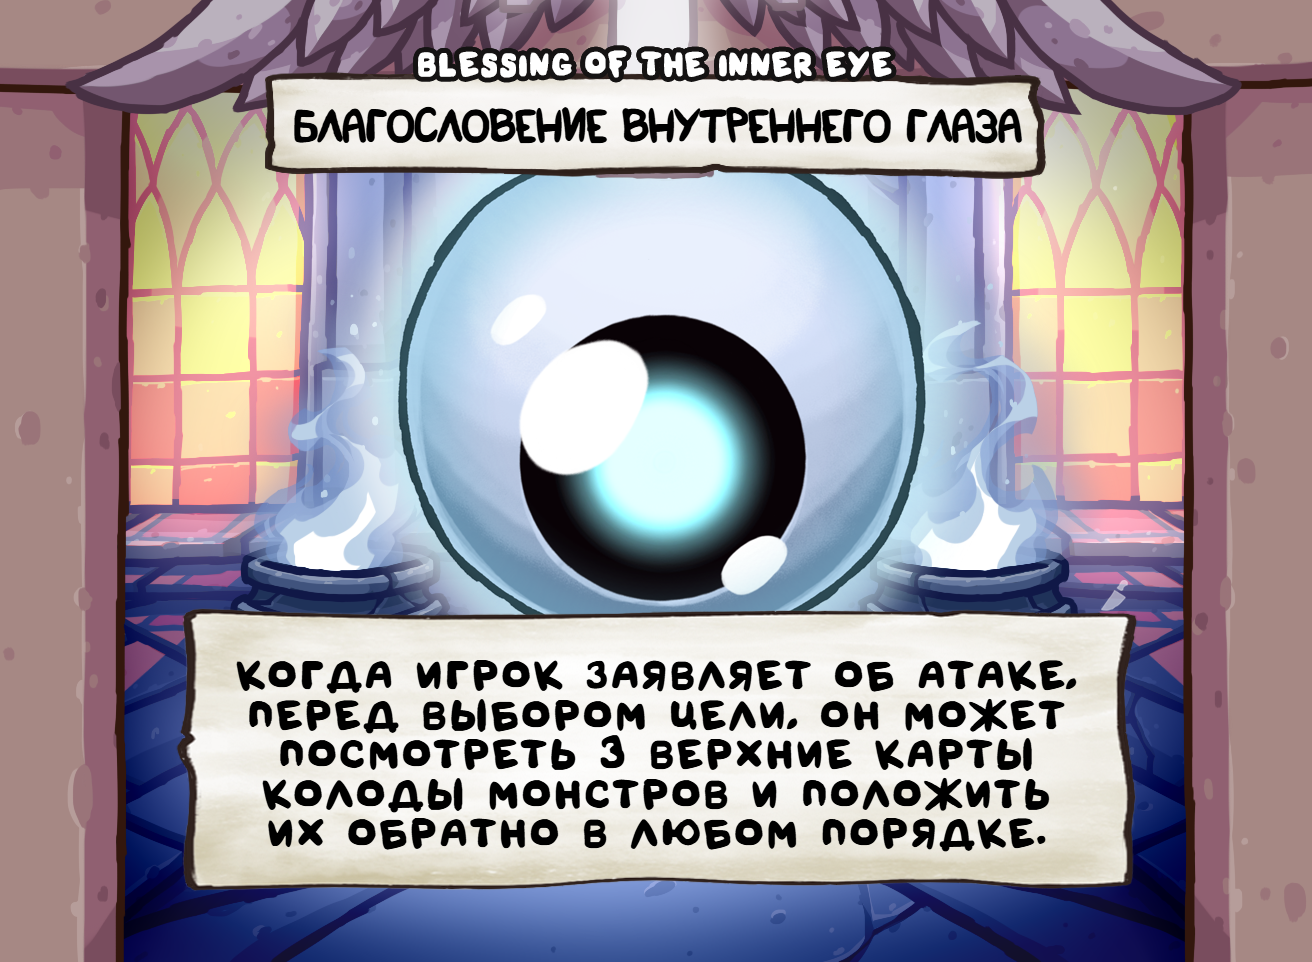 BLESSING OF THE INNER EYE
БЛАГОСЛОВЕНИЕ ВНУТРЕННЕГО ГЛАЗА
КОГДА ИГРОК ЗАЯВЛЯЕТ ОБ АТАКЕ,
ПЕРЕД ВЫБОРОМ ЦЕЛИ, ОН МОЖЕТ
ПОСМОТРЕТЬ 3 ВЕРХНИЕ КАРТЫ
КОЛОДЫ МОНСТРОВ И ПОЛОЖИТЬ
ИХ ОБРАТНО В ЛЮБОМ ПОРЯДКЕ.